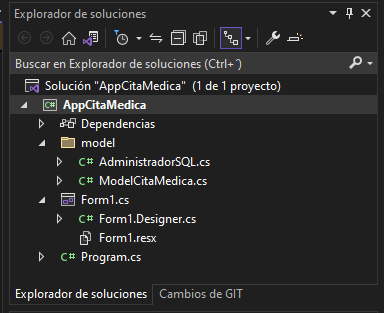 Explorador de soluciones
Buscar en Explorador de soluciones (Ctrl+´)
Solución "AppCitaMedica" (1 de 1 proyecto)
C# AppCitaMedica
Dependencias
model
C# AdministradorSQL.cs
C# ModelCitaMedica.cs
Form1.cs
C# Form1.Designer.cs
Form1.resx
C# Program.cs
Explorador de soluciones Cambios de GIT